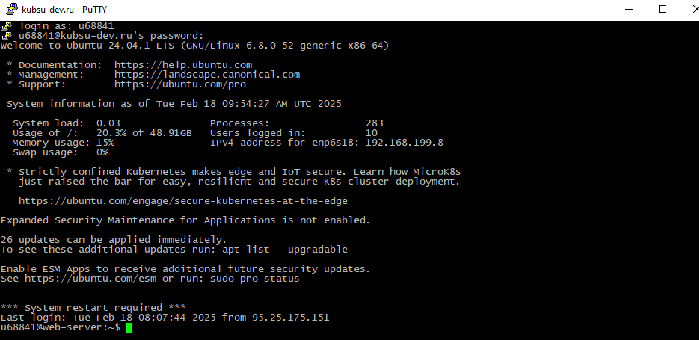 kubsu-dev.ru - PuTTY
login as: u68841
u68841@kubsu-dev.ru's password:
Welcome to Ubuntu 24.04.1 LTS (GNU/Linux 6.8.0-52-generic x86_64)
* Documentation: https://help.ubuntu.com
* Management: https://landscape.canonical.com
* Support: https://ubuntu.com/pro
System information as of Tue Feb 18 09:54:27 AM UTC 2025
System load: 0.03 Processes: 283
Usage of /: 20.3% of 48.91GB Users logged in: 10
Memory usage: 15% IPv4 address for enp6s18: 192.168.199.8
Swap usage: 0%
* Strictly confined Kubernetes makes edge and IoT secure. Learn how MicroK8s
just raised the bar for easy, resilient and secure K8s cluster deployment.
https://ubuntu.com/engage/secure-kubernetes-at-the-edge
Expanded Security Maintenance for Applications is not enabled.
26 updates can be applied immediately.
To see these additional updates run: apt list --upgradable
Enable ESM Apps to receive additional future security updates.
See https://ubuntu.com/esm or run: sudo pro status
*** System restart required ***
Last login: Tue Feb 18 08:07:44 2025 from 95.25.175.151
u68841@web-server:~$